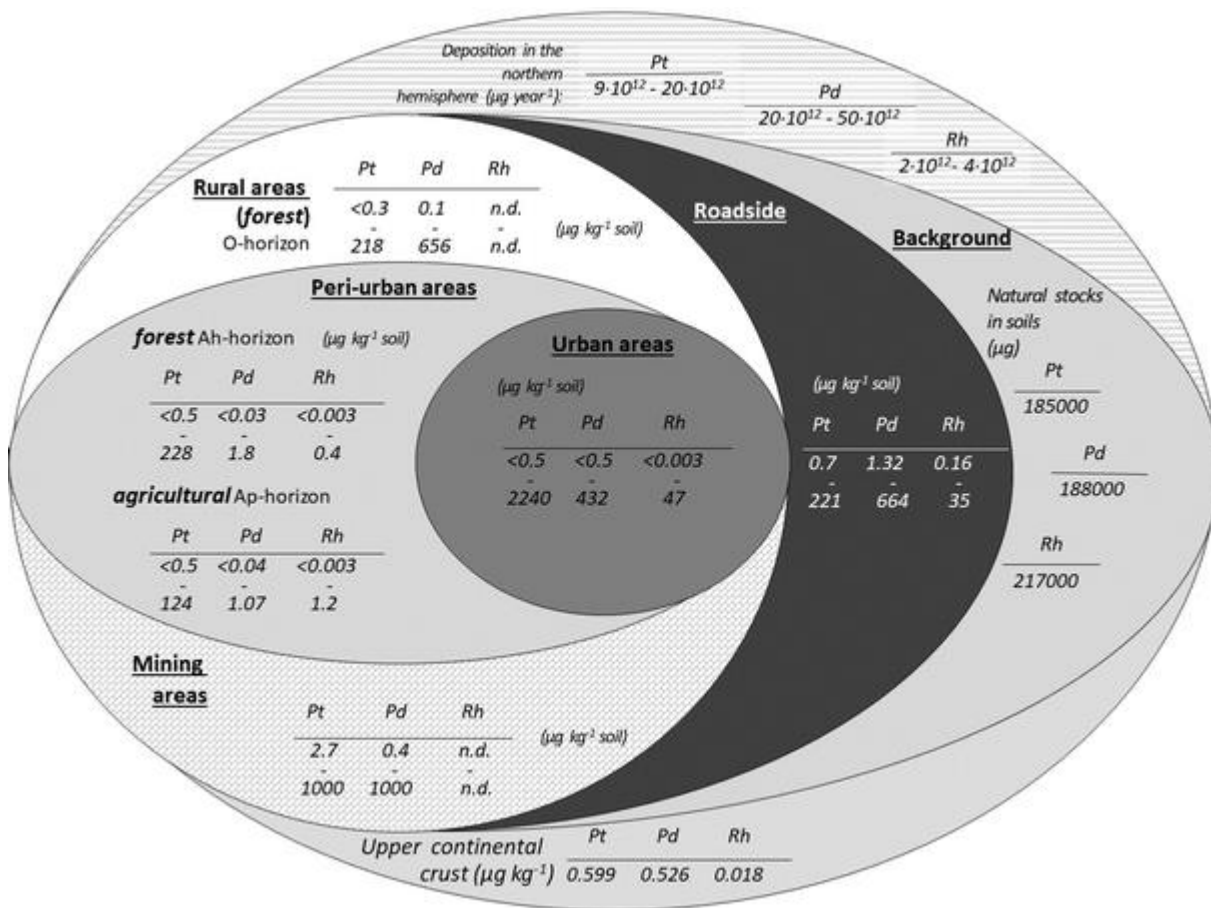 Deposition in the
northern
hemisphere (µg year-1):
Pt
9·10¹² - 20·10¹²
Pd
20·10¹² - 50·10¹²
Rh
2·10¹² - 4·10¹²
Rural areas
(forest)
O-horizon
Pt Pd Rh
<0.3 0.1 n.d.
- - -
218 656 n.d.
(µg kg-1 soil)
Roadside
Background
Peri-urban areas
forest Ah-horizon (µg kg-1 soil)
Pt Pd Rh
<0.5 <0.03 <0.003
- - -
228 1.8 0.4
agricultural Ap-horizon
Pt Pd Rh
<0.5 <0.04 <0.003
- - -
124 1.07 1.2
Urban areas
(µg kg-1 soil)
Pt Pd Rh
<0.5 <0.5 <0.003
- - -
2240 432 47
(µg kg-1 soil)
Pt Pd Rh
0.7 1.32 0.16
- - -
221 664 35
Natural stocks
in soils
(µg)
Pt
185000
Pd
188000
Rh
217000
Mining
areas
Pt Pd Rh
2.7 0.4 n.d.
- - -
1000 1000 n.d.
(µg kg-1 soil)
Upper continental
crust (µg kg-1)
Pt Pd Rh
0.599 0.526 0.018